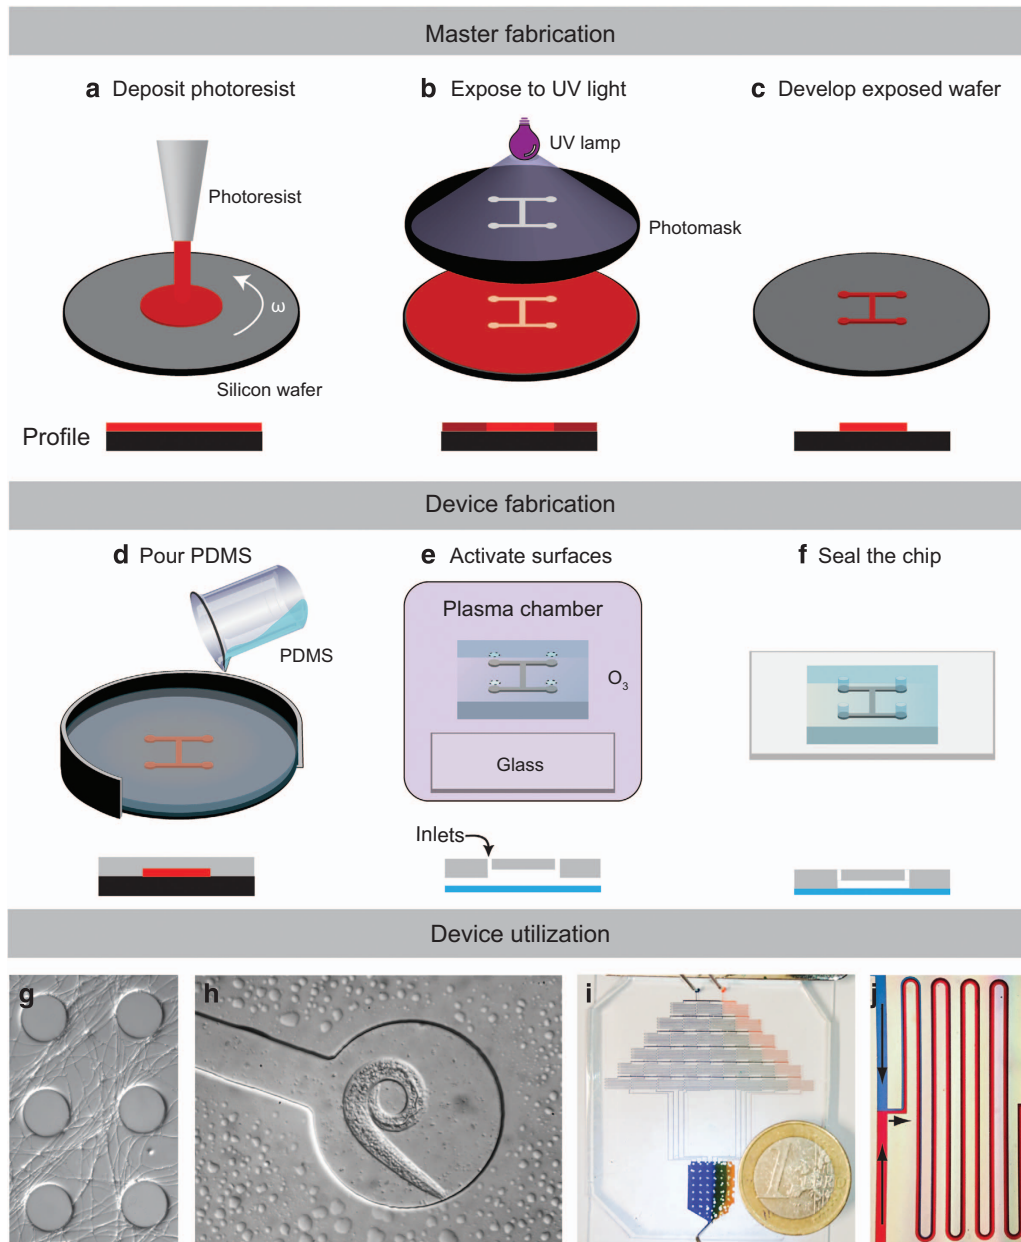 Master fabrication
a Deposit photoresist
b Expose to UV light
c Develop exposed wafer
UV lamp
Photoresist
Photomask
ω
Silicon wafer
Profile
Device fabrication
d Pour PDMS
e Activate surfaces
f Seal the chip
Plasma chamber
PDMS
O3
Glass
Inlets
Device utilization
g
h
i
j
1